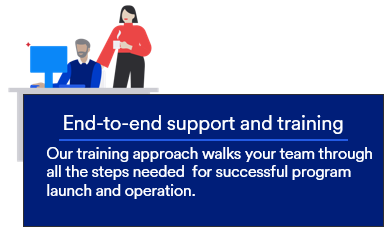 End-to-end support and training
Our training approach walks your team through
all the steps needed  for successful program
launch and operation.